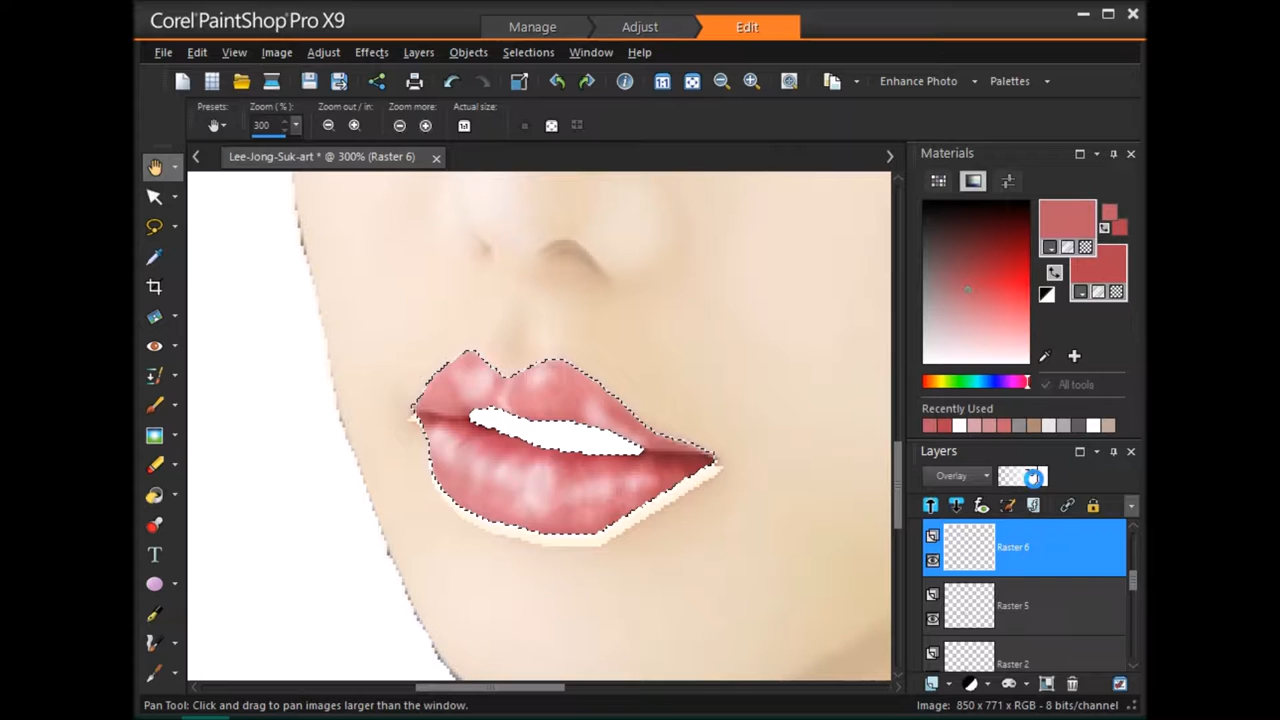 Corel PaintShop Pro X9
Manage Adjust Edit
File Edit View Image Adjust Effects Layers Objects Selections Window Help
Enhance Photo Palettes
Presets: Zoom (%): Zoom out / in: Zoom more: Actual size:
300
Lee-Jong-Suk-art * @ 300% (Raster 6)
Materials
All tools
Recently Used
Layers
Overlay
Raster 6
Raster 5
Raster 2
Pan Tool: Click and drag to pan images larger than the window.
Image: 850 x 771 x RGB - 8 bits/channel